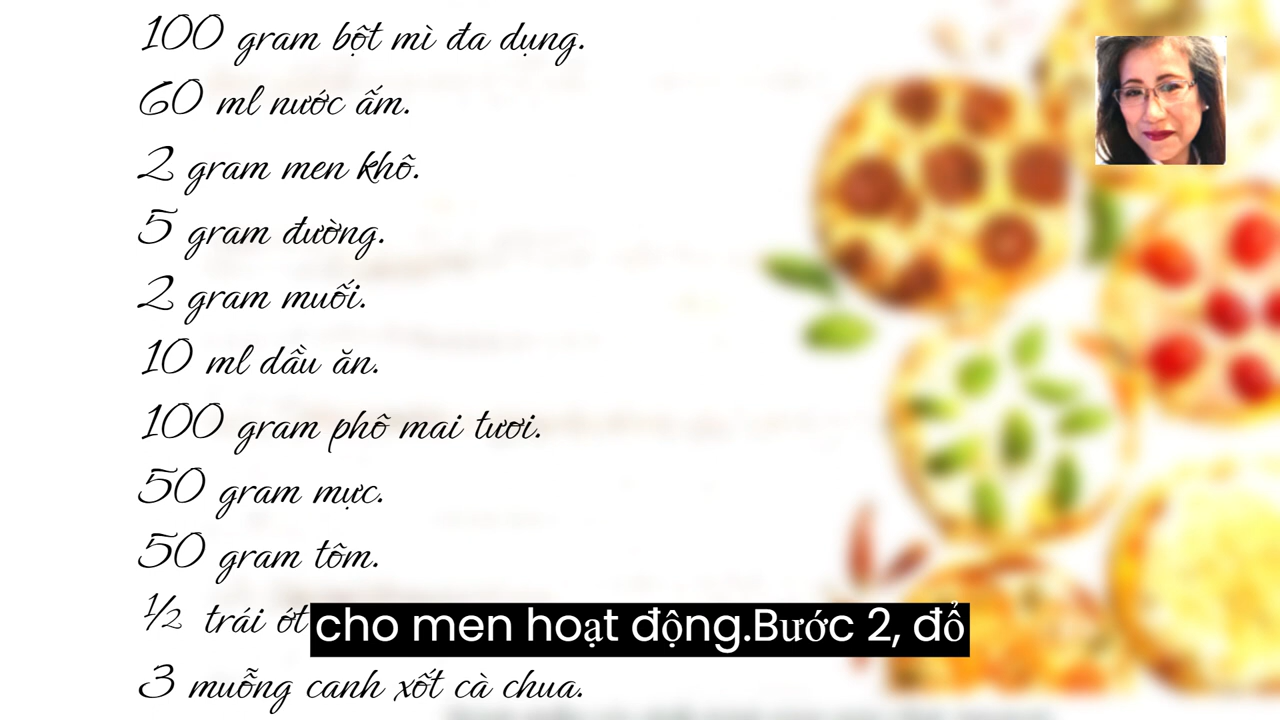 100 gram bột mì đa dụng.
60 ml nước ấm.
2 gram men khô.
5 gram đường.
2 gram muối.
10 ml dầu ăn.
100 gram phô mai tươi.
50 gram mực.
50 gram tôm.
½ trái ớt
cho men hoạt động.Bước 2, đổ
3 muỗng canh xốt cà chua.